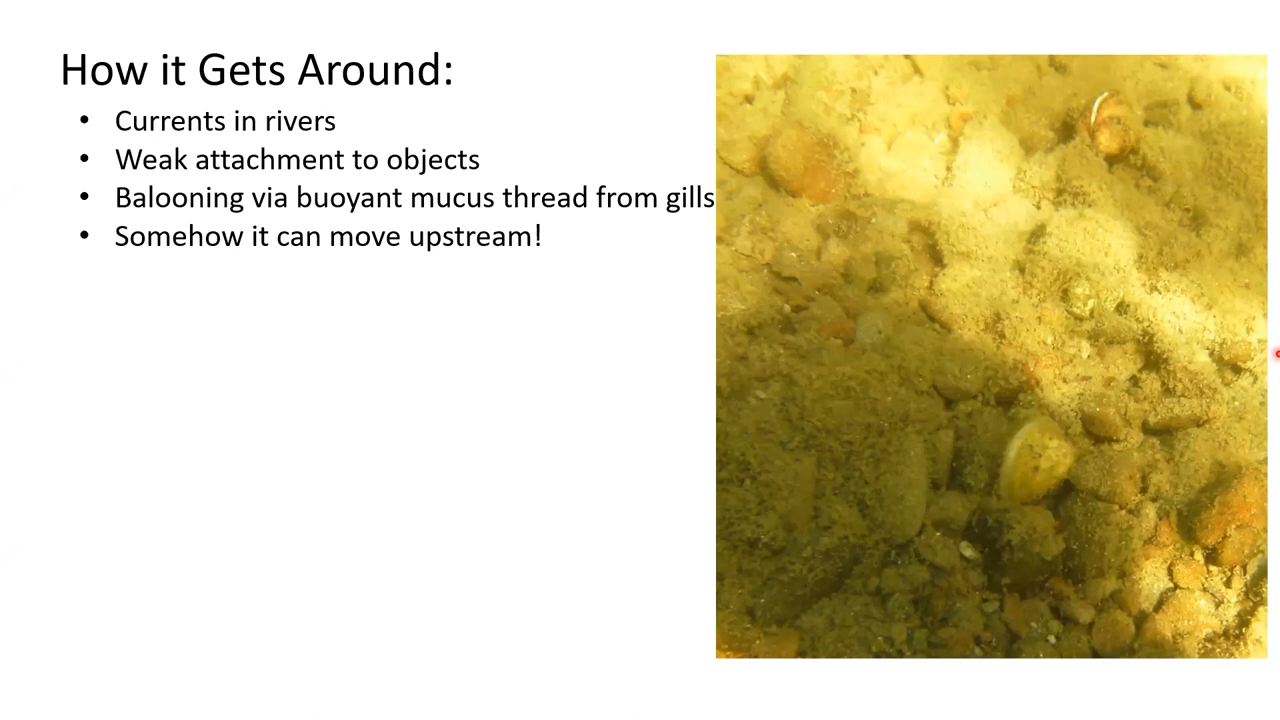 How it Gets Around:
• Currents in rivers
• Weak attachment to objects
• Balooning via buoyant mucus thread from gills
• Somehow it can move upstream!